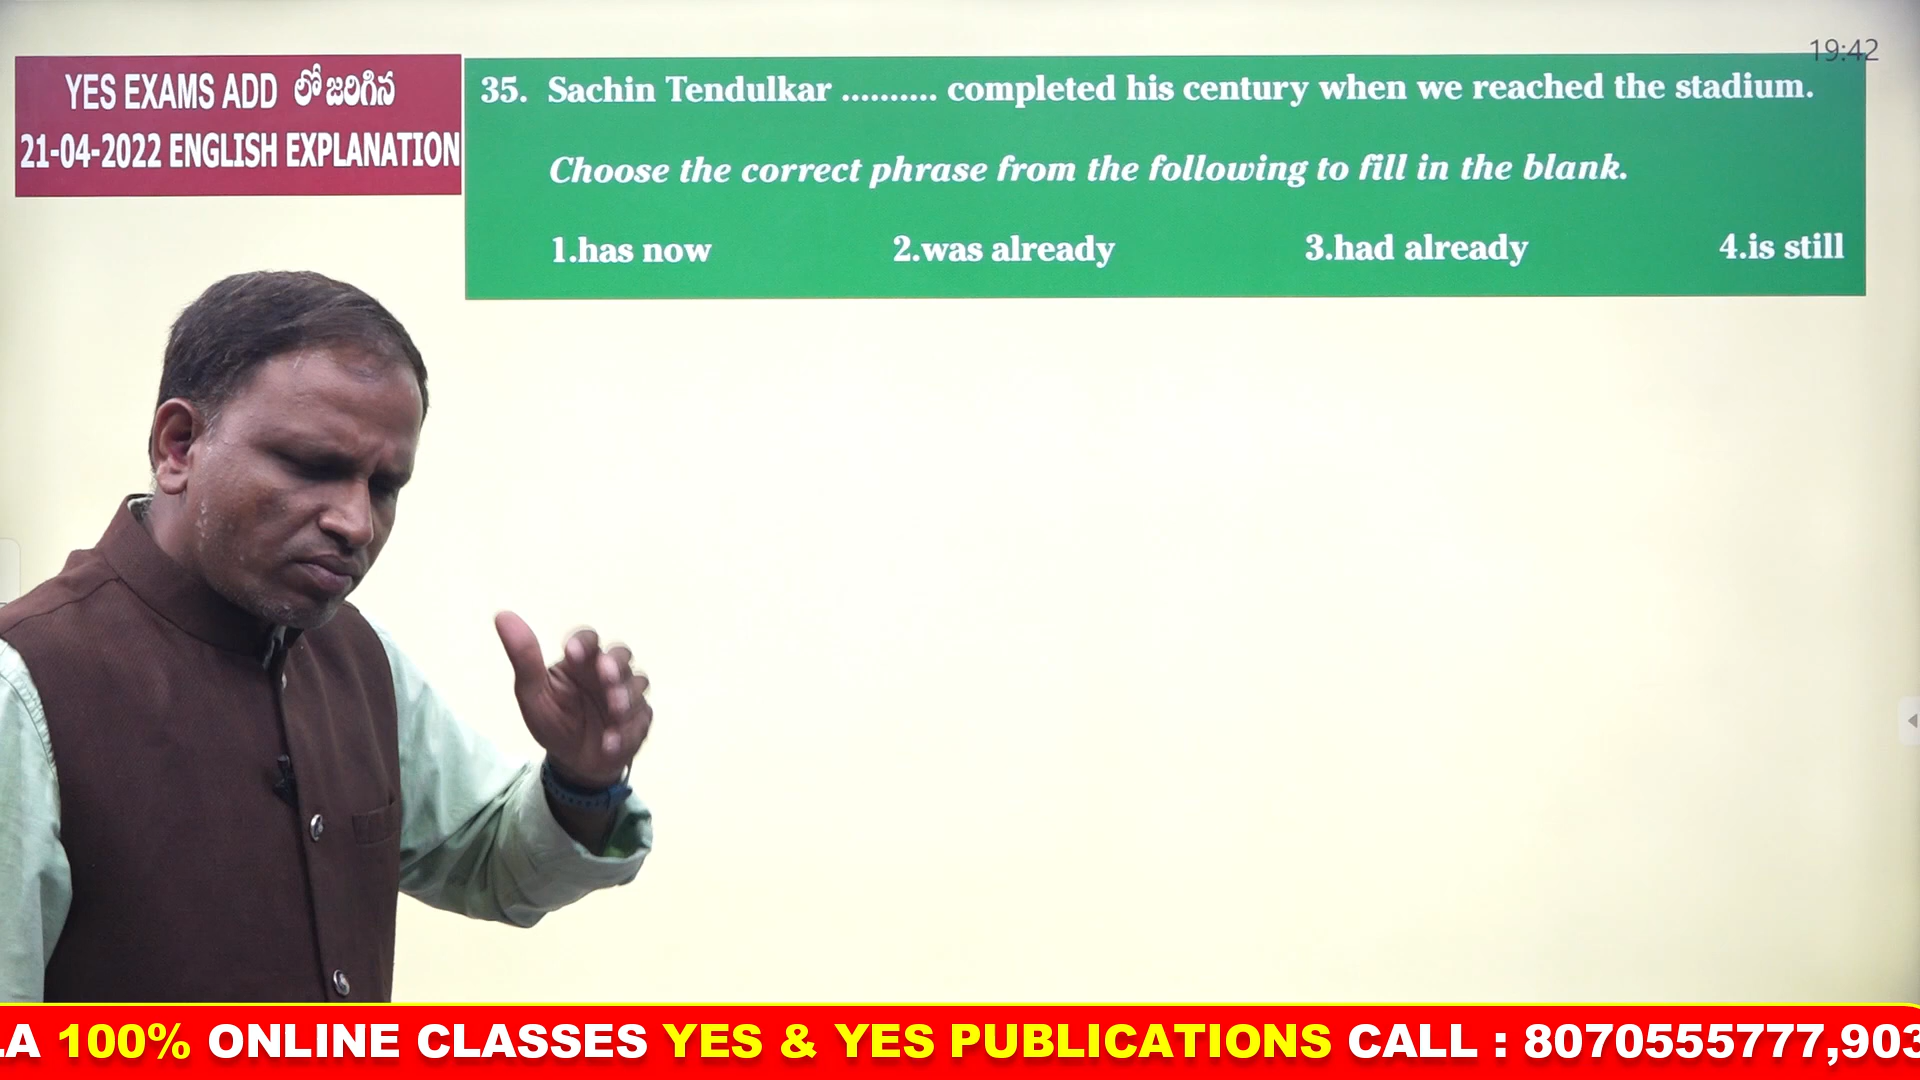 19:42
YES EXAMS ADD లో జరిగిన
21-04-2022 ENGLISH EXPLANATION
35. Sachin Tendulkar .......... completed his century when we reached the stadium.
Choose the correct phrase from the following to fill in the blank.
1.has now 2.was already 3.had already 4.is still
LA 100% ONLINE CLASSES YES & YES PUBLICATIONS CALL : 8070555777,903